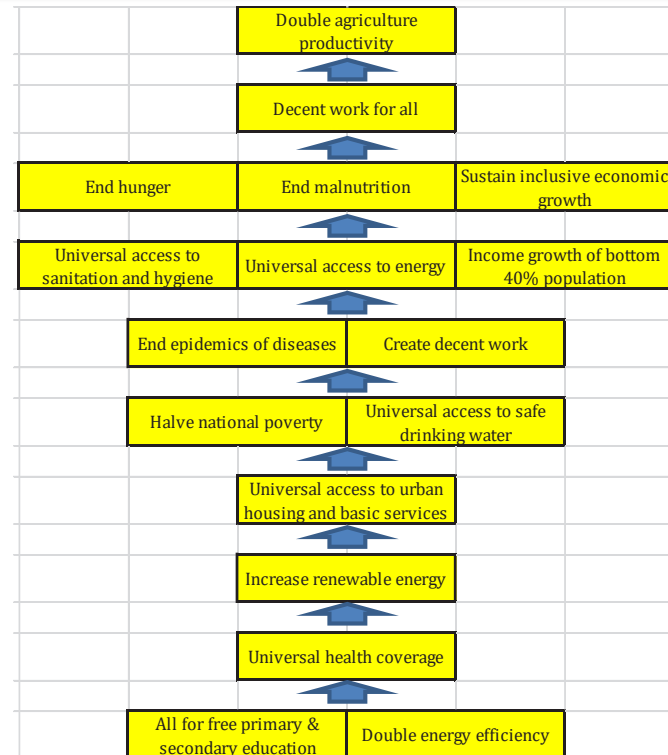 Double agriculture
productivity
Decent work for all
End hunger
End malnutrition
Sustain inclusive economic
growth
Universal access to
sanitation and hygiene
Universal access to energy
Income growth of bottom
40% population
End epidemics of diseases
Create decent work
Halve national poverty
Universal access to safe
drinking water
Universal access to urban
housing and basic services
Increase renewable energy
Universal health coverage
All for free primary &
secondary education
Double energy efficiency